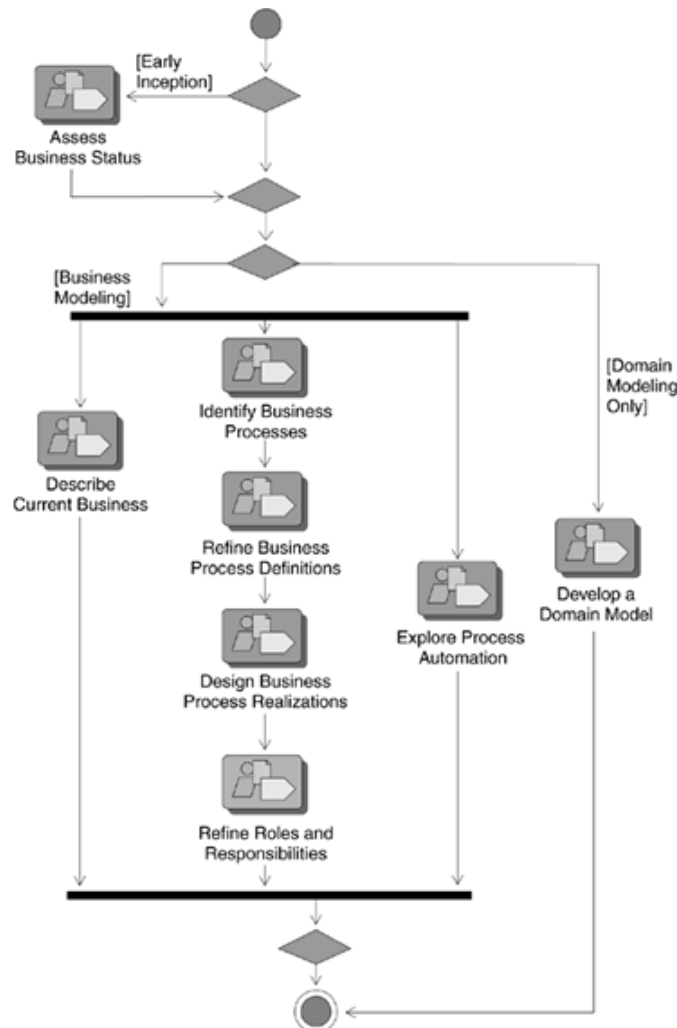 [Early
Inception]
Assess
Business Status
[Business
Modeling]
[Domain
Modeling
Only]
Identify Business
Processes
Describe
Current Business
Refine Business
Process Definitions
Develop a
Domain Model
Explore Process
Automation
Design Business
Process Realizations
Refine Roles and
Responsibilities